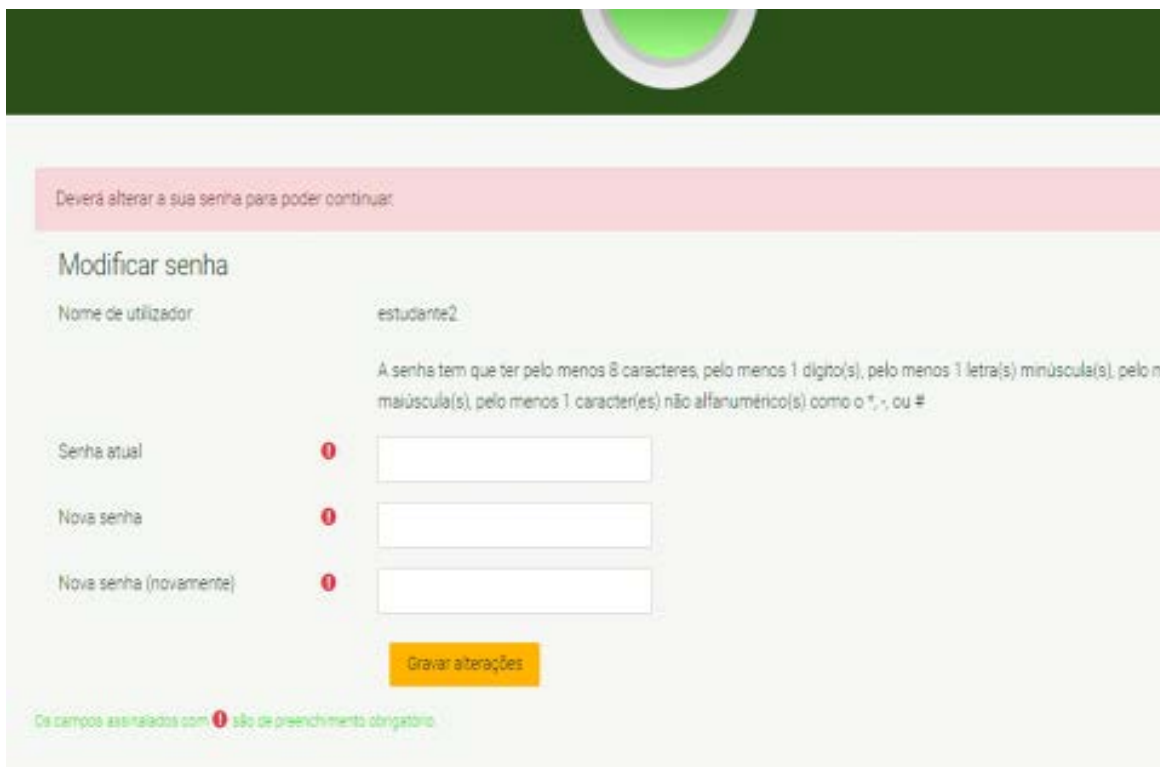 Deverá alterar a sua senha para poder continuar.
Modificar senha
Nome de utilizador estudante2
A senha tem que ter pelo menos 8 caracteres, pelo menos 1 dígito(s), pelo menos 1 letra(s) minúscula(s), pelo
maiúscula(s), pelo menos 1 caracter(es) não alfanumérico(s) como o *, -, ou #
Senha atual
Nova senha
Nova senha (novamente)
Gravar alterações
Os campos assinalados com são de preenchimento obrigatório.